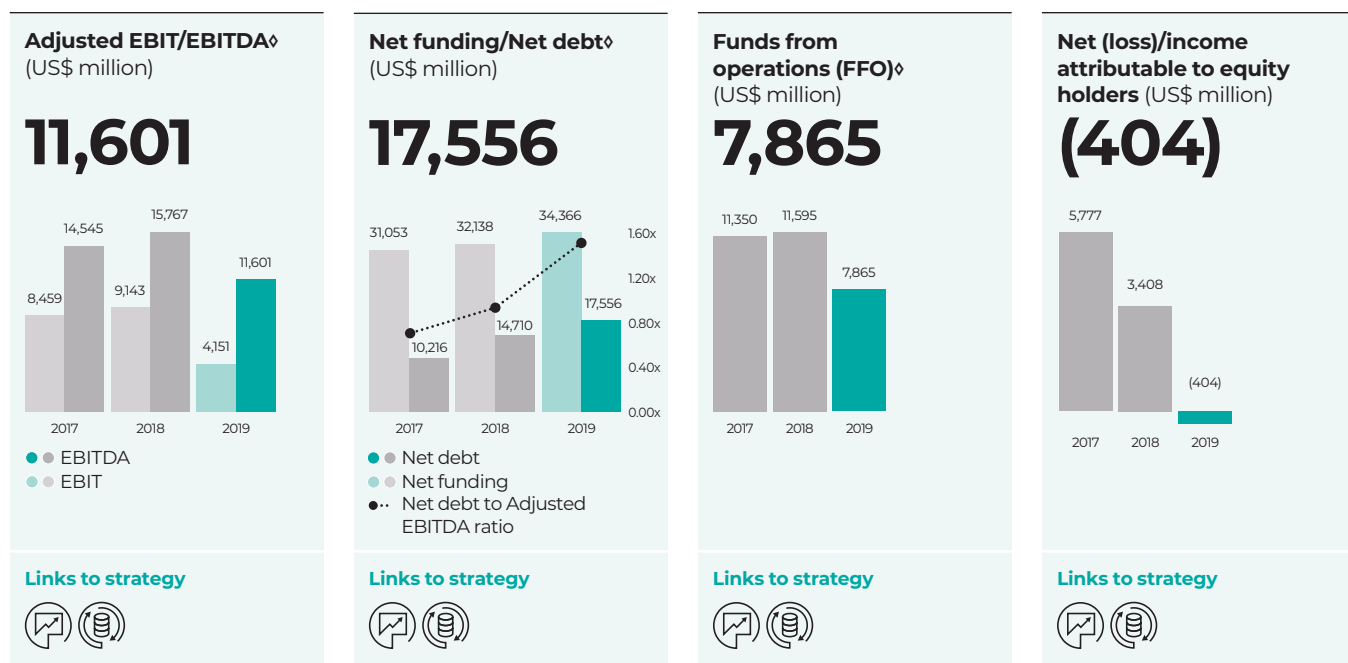 Adjusted EBIT/EBITDA◊
(US$ million)
11,601
14,545
15,767
11,601
8,459
9,143
4,151
2017
2018
2019
EBITDA
EBIT
Links to strategy
Net funding/Net debt◊
(US$ million)
17,556
31,053
32,138
34,366
10,216
14,710
17,556
1.60x
1.20x
0.80x
0.40x
0.00x
2017
2018
2019
Net debt
Net funding
Net debt to Adjusted
EBITDA ratio
Links to strategy
Funds from
operations (FFO)◊
(US$ million)
7,865
11,350
11,595
7,865
2017
2018
2019
Links to strategy
Net (loss)/income
attributable to equity
holders (US$ million)
(404)
5,777
3,408
(404)
2017
2018
2019
Links to strategy